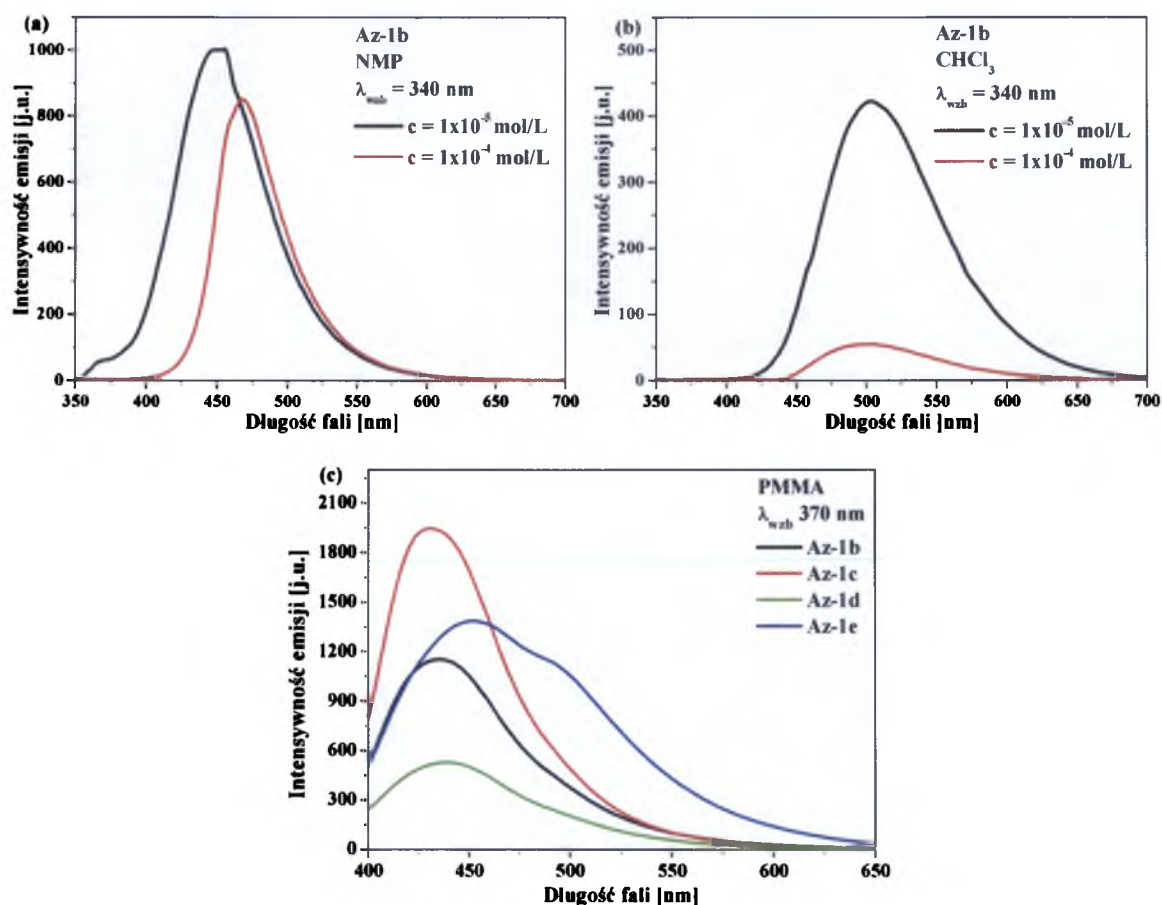 (a)
Az-1b
NMP
λwzb = 340 nm
c = 1x10⁻⁵ mol/L
c = 1x10⁻⁴ mol/L
Intensywność emisji [j.u.]
1000
800
600
400
200
0
350 400 450 500 550 600 650 700
Długość fali [nm]
(b)
Az-1b
CHCl₃
λwzb = 340 nm
c = 1x10⁻⁵ mol/L
c = 1x10⁻⁴ mol/L
Intensywność emisji [j.u.]
500
400
300
200
100
0
350 400 450 500 550 600 650 700
Długość fali [nm]
(c)
PMMA
λwzb 370 nm
Az-1b
Az-1c
Az-1d
Az-1e
Intensywność emisji [j.u.]
2100
1800
1500
1200
900
600
300
0
400 450 500 550 600 650
Długość fali [nm]